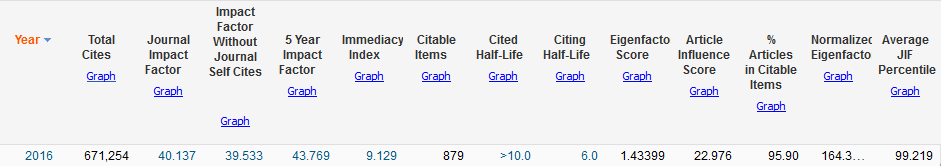 Year
Total Cites Graph
Journal Impact Factor Graph
Impact Factor Without Journal Self Cites Graph
5 Year Impact Factor Graph
Immediacy Index Graph
Citable Items Graph
Cited Half-Life Graph
Citing Half-Life Graph
Eigenfacto Score Graph
Article Influence Score Graph
% Articles in Citable Items Graph
Normalized Eigenfacto Graph
Average JIF Percentile Graph
2016 671,254 40.137 39.533 43.769 9.129 879 >10.0 6.0 1.43399 22.976 95.90 164.3... 99.219